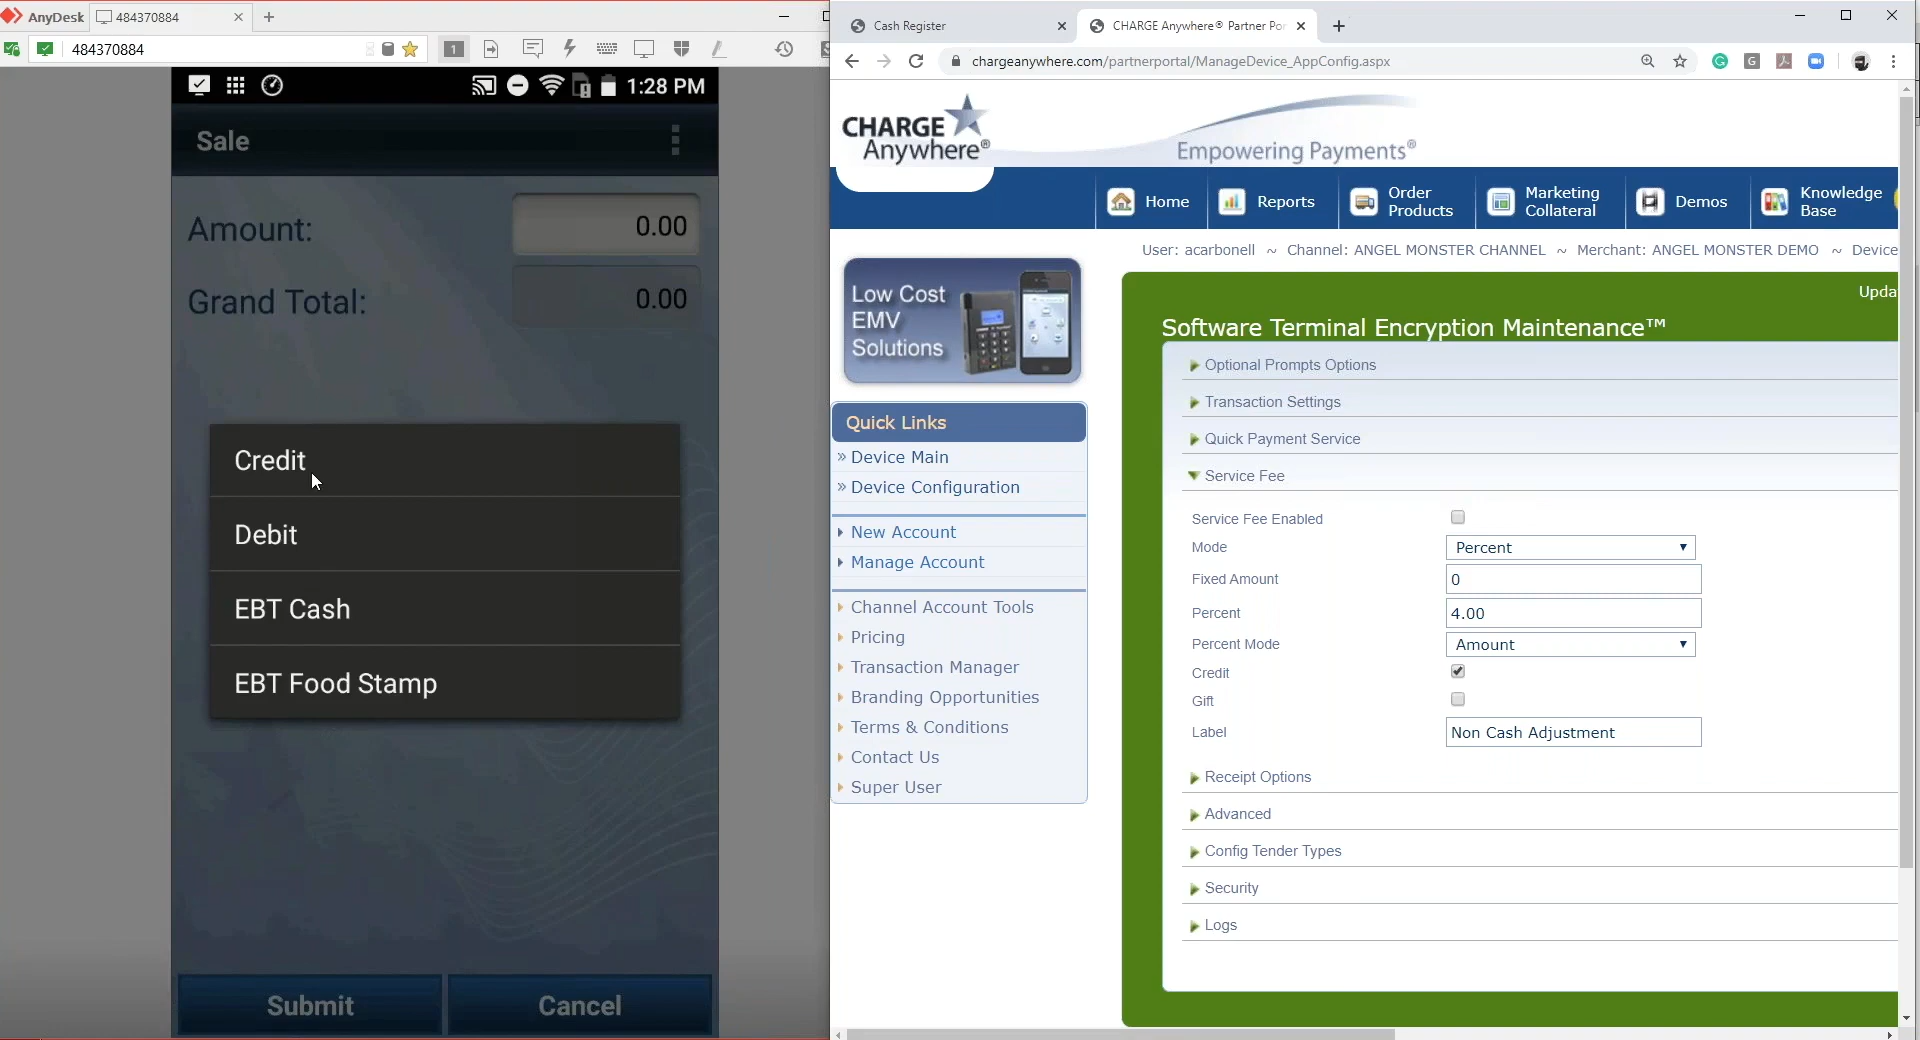 AnyDesk
484370884
484370884
1
1:28 PM
Sale
Amount:
0.00
Grand Total:
0.00
Credit
Debit
EBT Cash
EBT Food Stamp
Submit
Cancel
Cash Register
CHARGE Anywhere® Partner Por
chargeanywhere.com/partnerportal/ManageDevice_AppConfig.aspx
CHARGE
Anywhere®
Empowering Payments®
Home
Reports
Order
Products
Marketing
Collateral
Demos
Knowledge
Base
User: acarbonell ~ Channel: ANGEL MONSTER CHANNEL ~ Merchant: ANGEL MONSTER DEMO ~ Device
Low Cost
EMV
Solutions
Quick Links
» Device Main
» Device Configuration
New Account
Manage Account
Channel Account Tools
Pricing
Transaction Manager
Branding Opportunities
Terms & Conditions
Contact Us
Super User
Upda
Software Terminal Encryption Maintenance™
Optional Prompts Options
Transaction Settings
Quick Payment Service
Service Fee
Service Fee Enabled
Mode
Percent
Fixed Amount
0
Percent
4.00
Percent Mode
Amount
Credit
Gift
Label
Non Cash Adjustment
Receipt Options
Advanced
Config Tender Types
Security
Logs